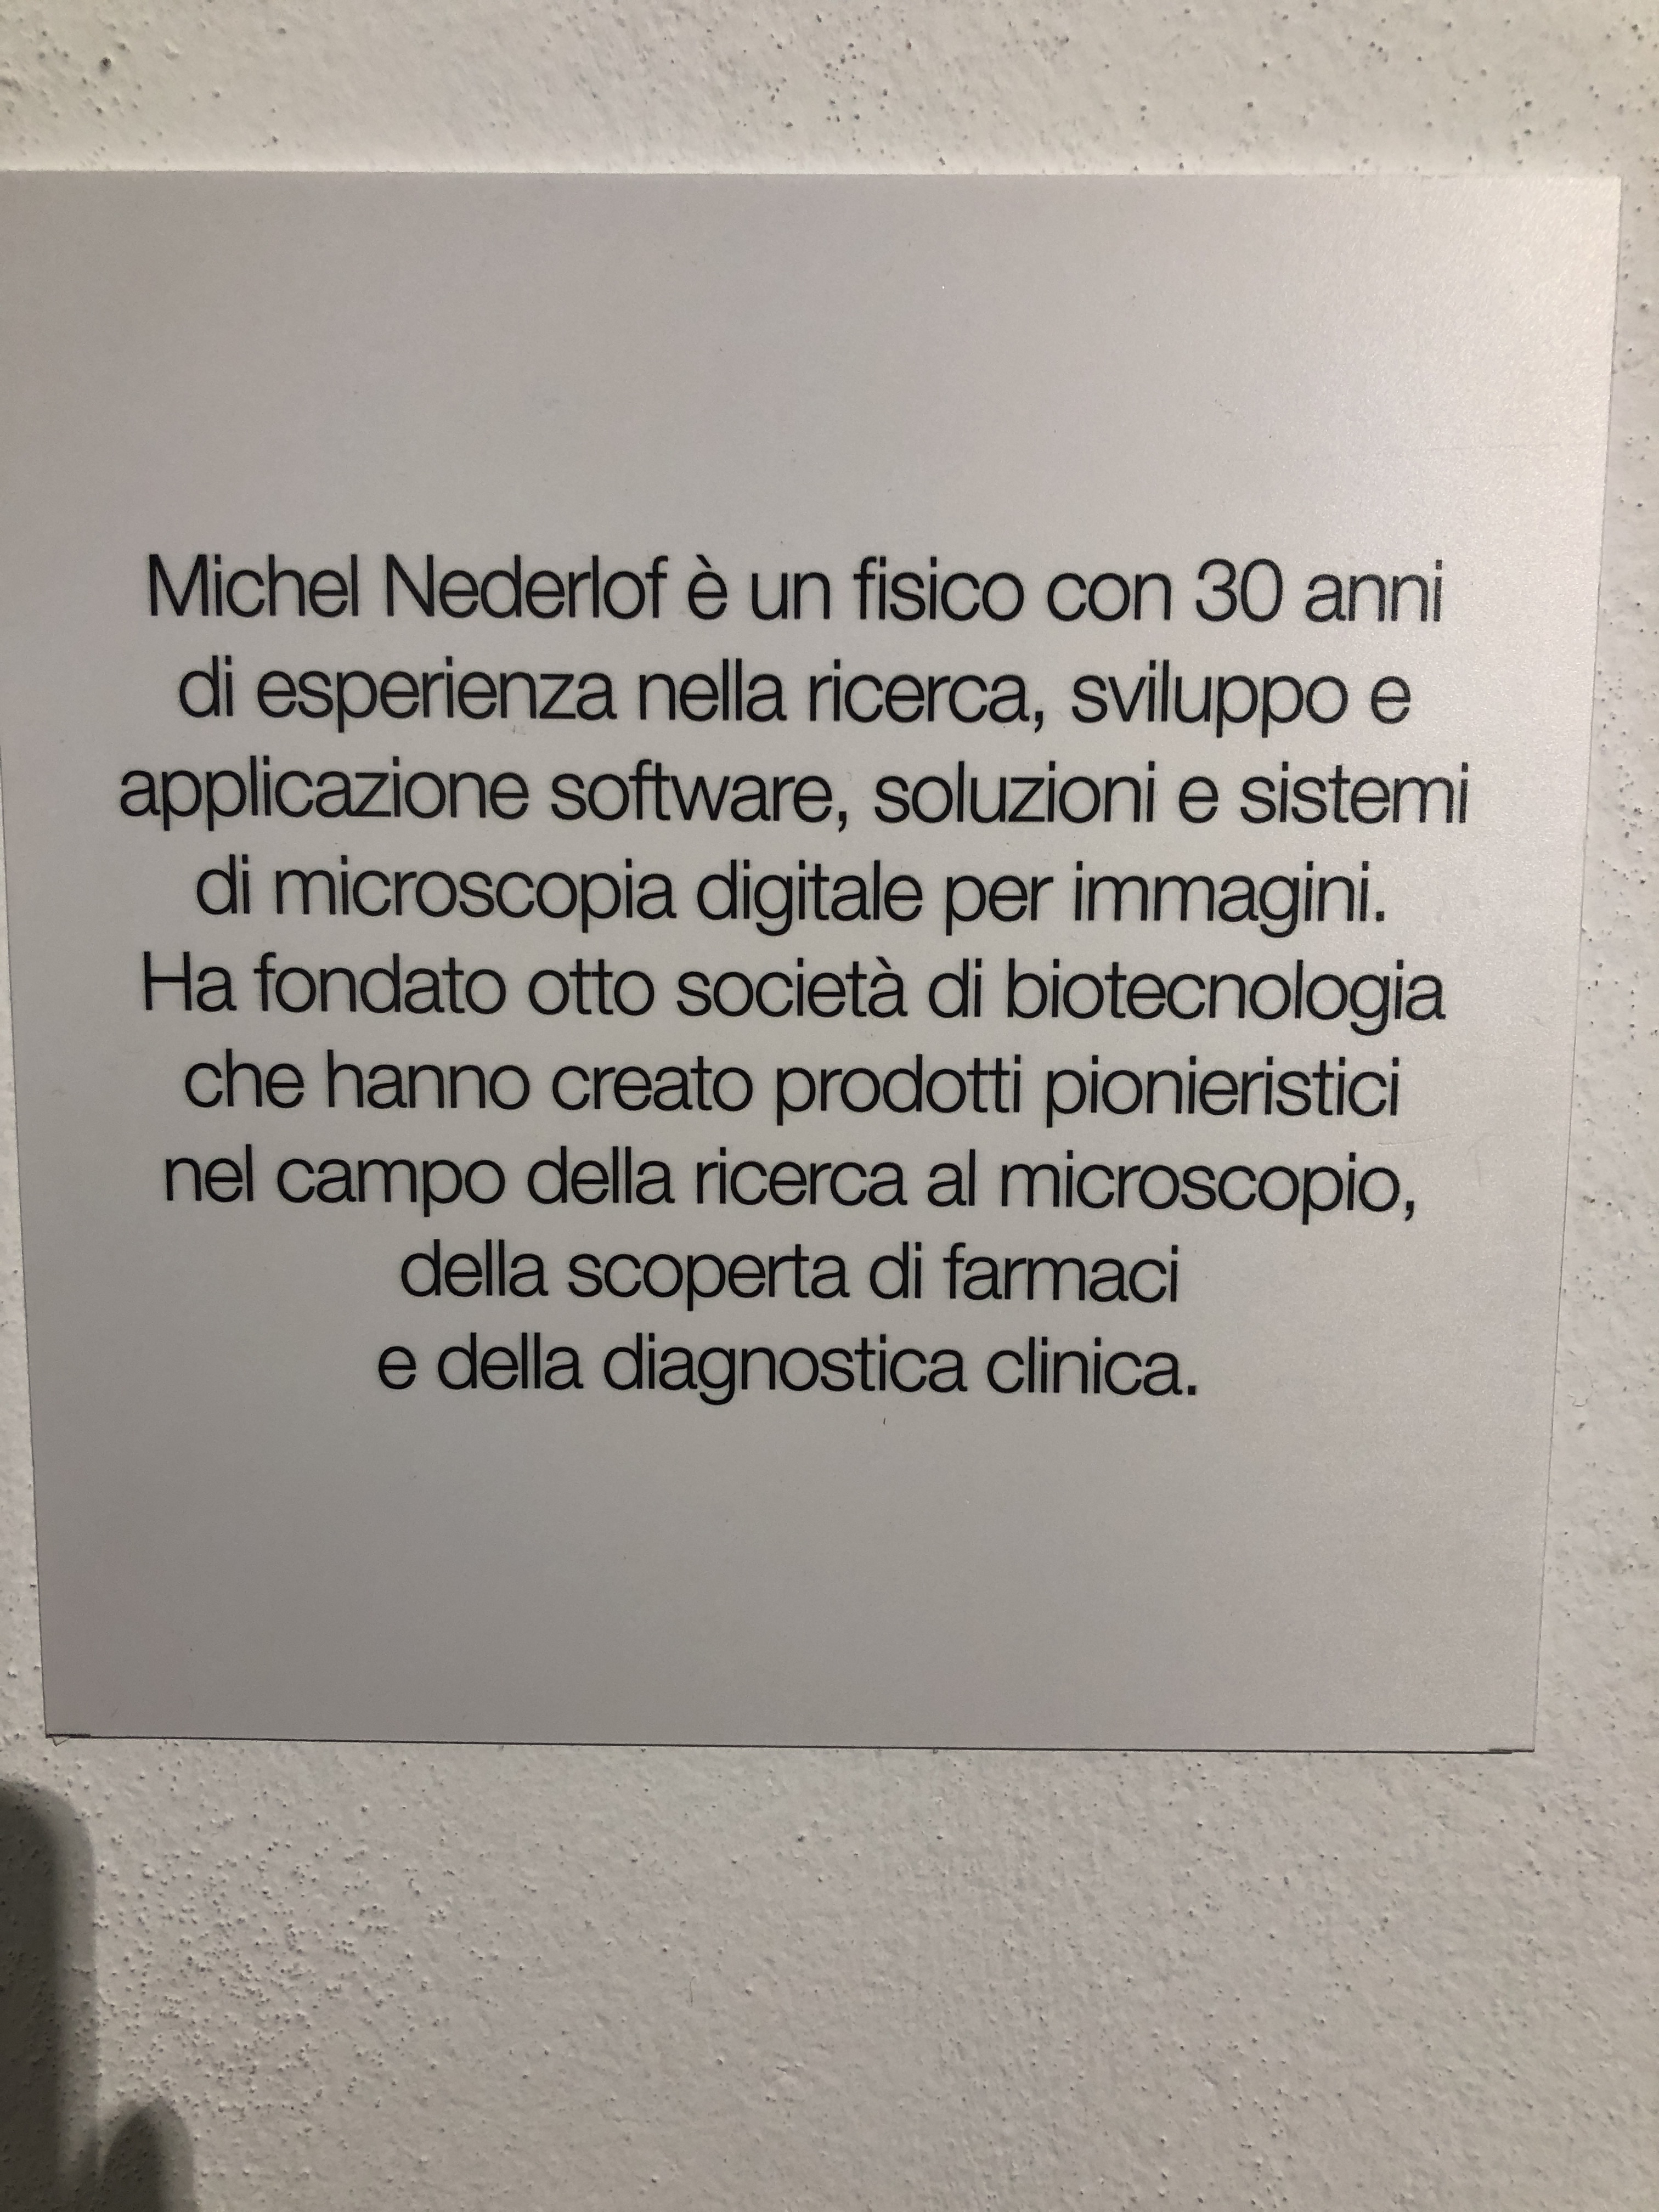 Michel Nederlof è un fisico con 30 anni
di esperienza nella ricerca, sviluppo e
applicazione software, soluzioni e sistemi
di microscopia digitale per immagini.
Ha fondato otto società di biotecnologia
che hanno creato prodotti pionieristici
nel campo della ricerca al microscopio,
della scoperta di farmaci
e della diagnostica clinica.